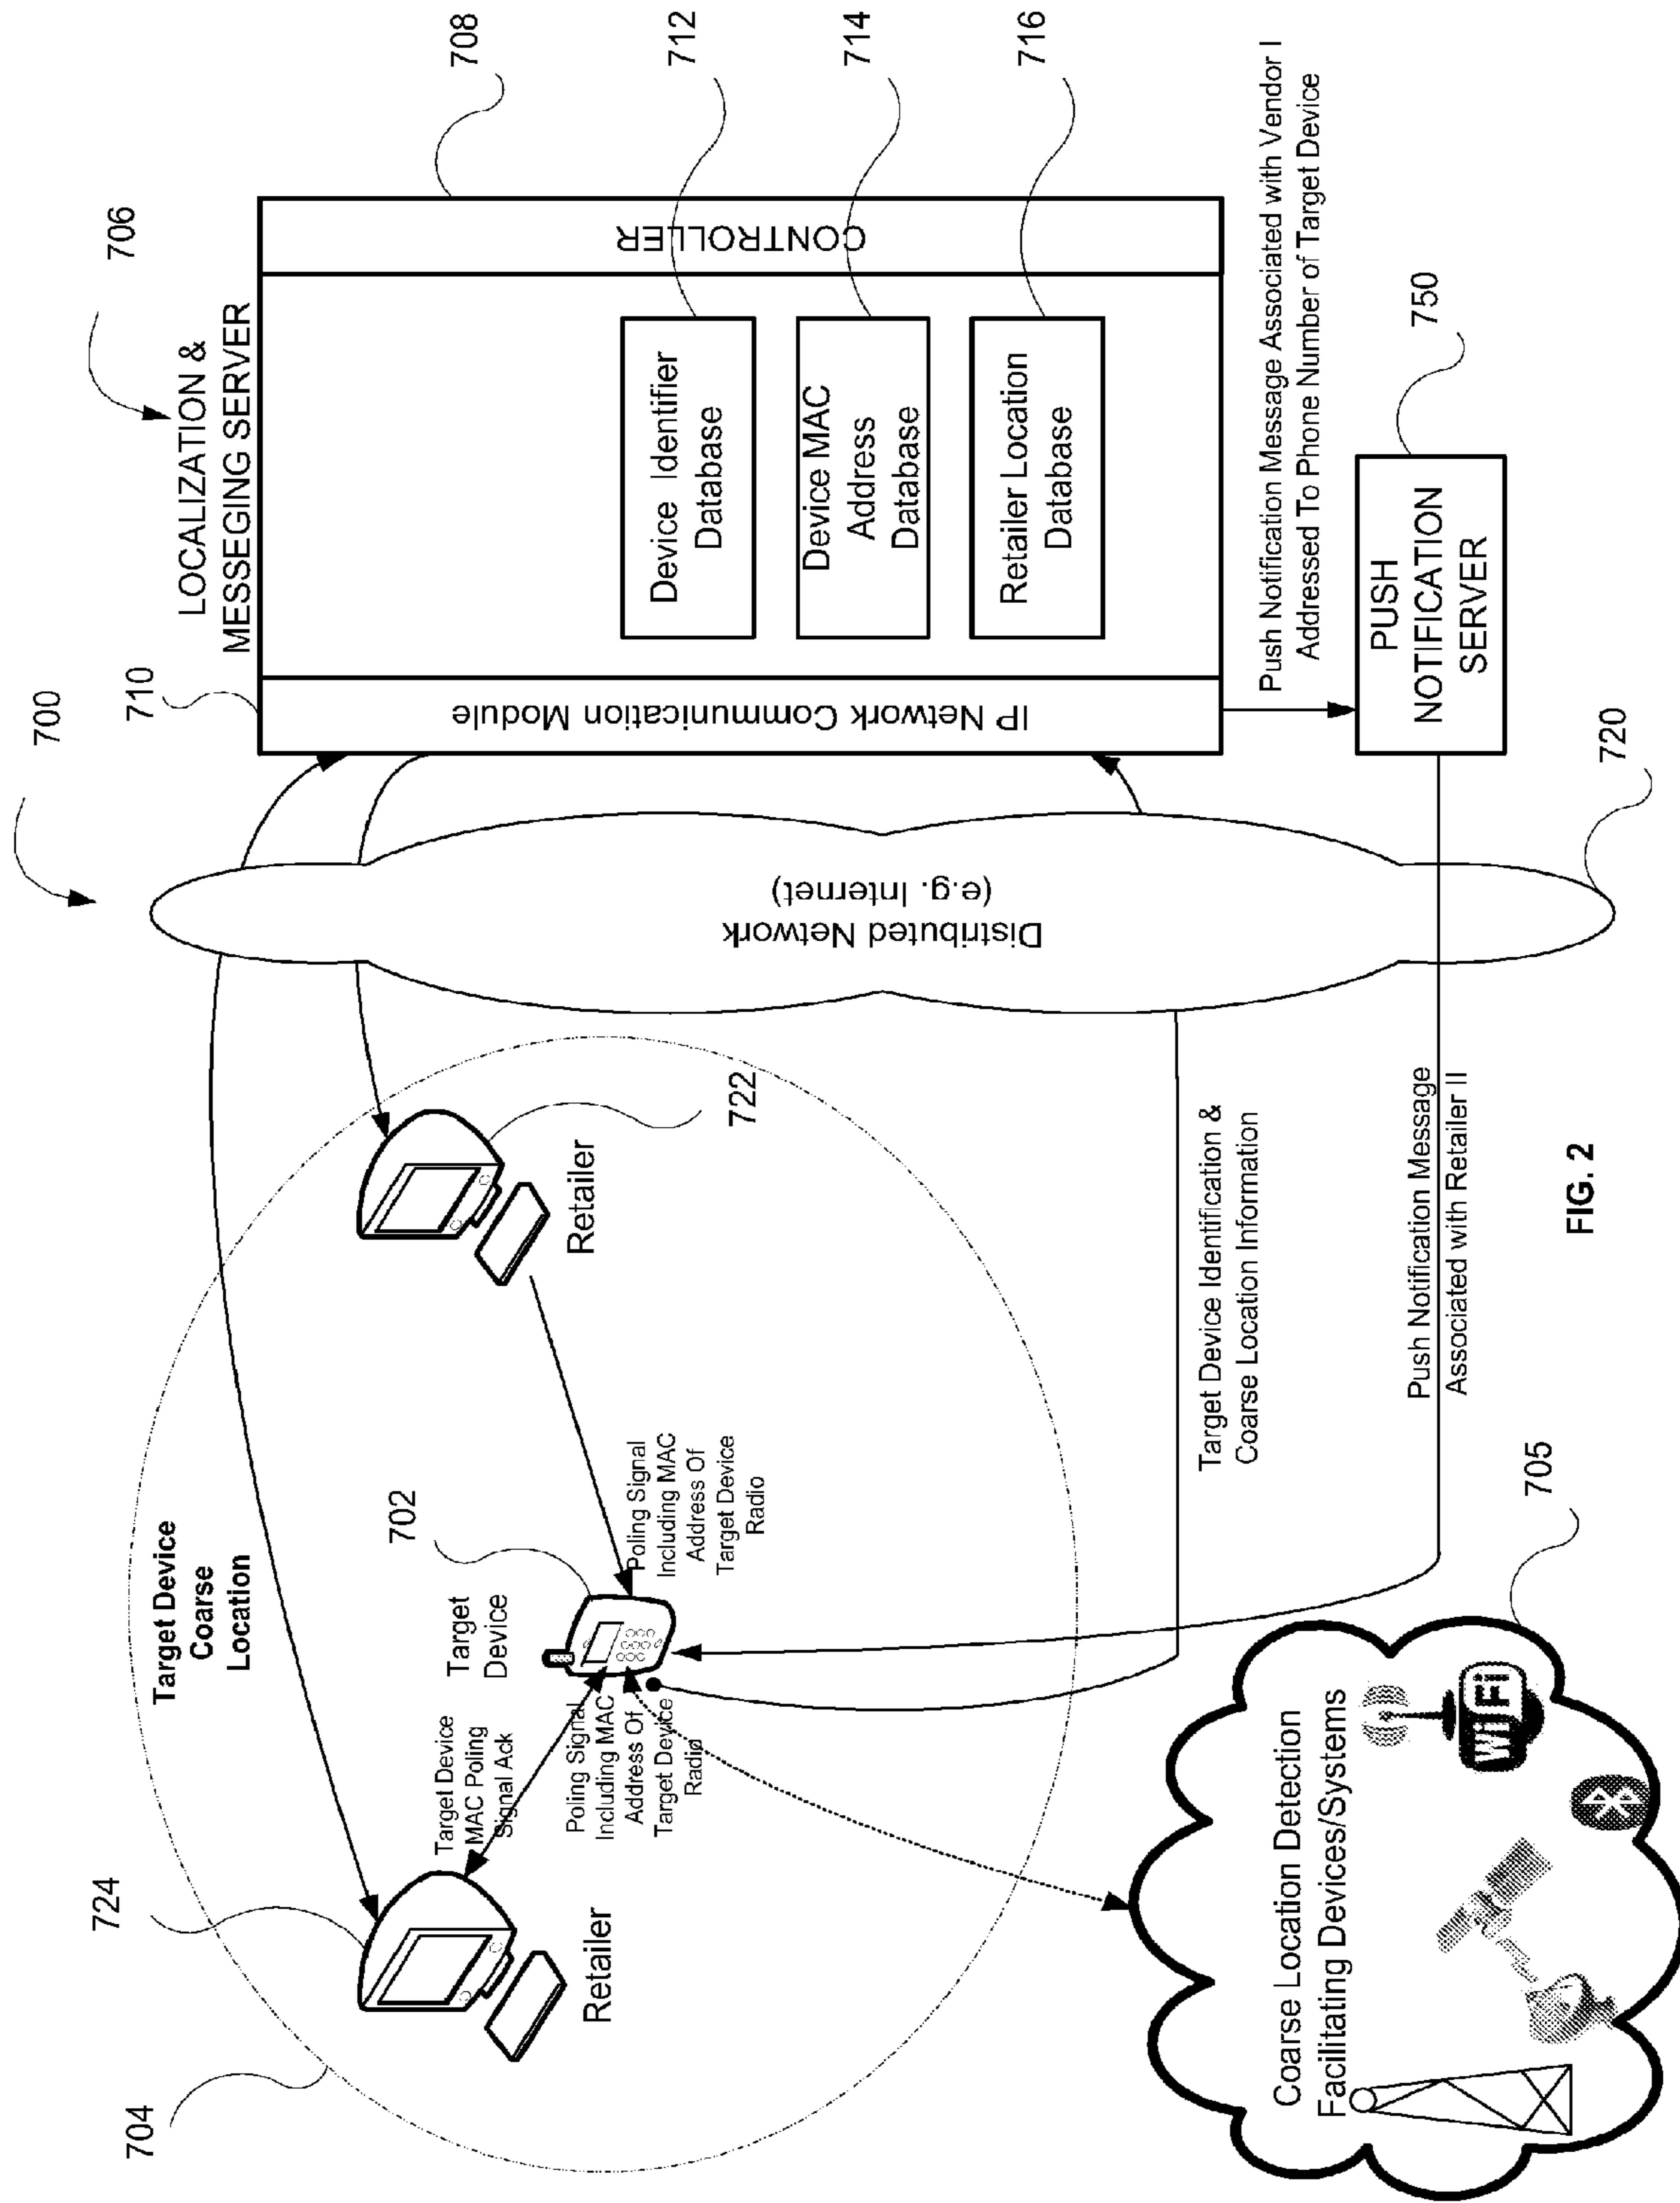 700
706
LOCALIZATION &
MESSEGING SERVER
710
IP Network Communication Module
CONTROLLER
708
Device Identifier
Database
712
Device MAC
Address
Database
714
Retailer Location
Database
716
Distributed Network
(e.g. Internet)
720
Push Notification Message Associated with Vendor I
Addressed To Phone Number of Target Device
PUSH
NOTIFICATION
SERVER
750
704
Target Device
Coarse
Location
724
Retailer
Target Device
MAC Poling
Signal Ack
Target
Device
702
Poling Signal
Including MAC
Address Of
Target Device
Radio
Poling Signal
Including MAC
Address Of
Target Device
Radio
722
Retailer
Target Device Identification &
Coarse Location Information
Push Notification Message
Associated with Retailer II
705
Coarse Location Detection
Facilitating Devices/Systems
WiFi
FIG. 2